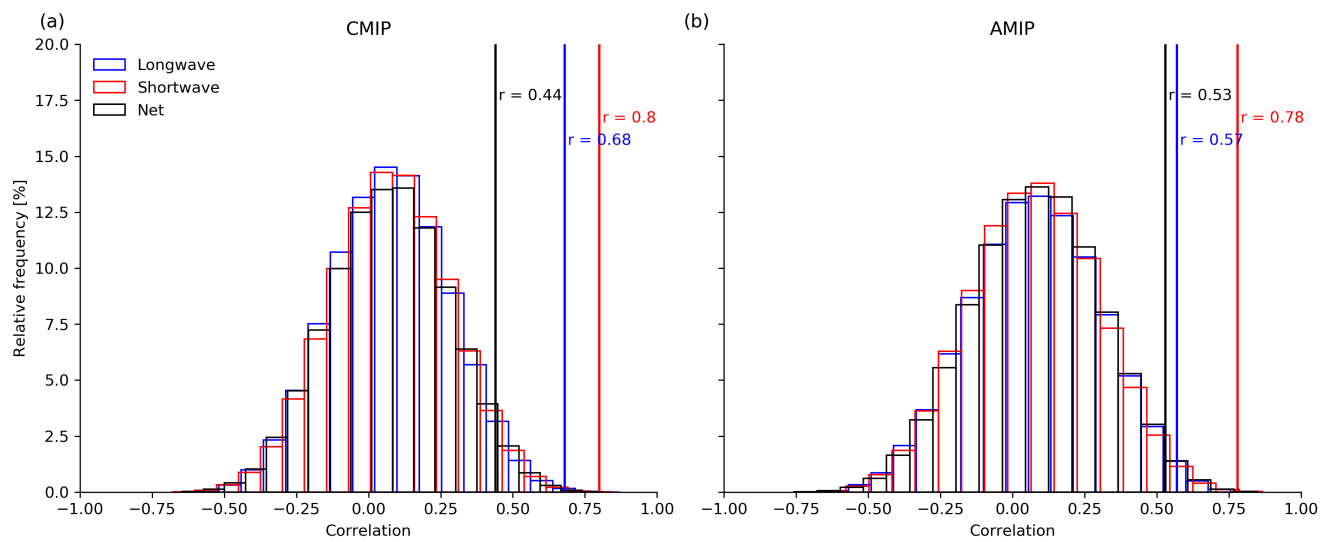 (a)
CMIP
20.0
17.5
15.0
12.5
10.0
7.5
5.0
2.5
0.0
Relative frequency [%]
Longwave
Shortwave
Net
r = 0.44
r = 0.8
r = 0.68
−1.00 −0.75 −0.50 −0.25 0.00 0.25 0.50 0.75 1.00
Correlation
(b)
AMIP
r = 0.53
r = 0.78
r = 0.57
−1.00 −0.75 −0.50 −0.25 0.00 0.25 0.50 0.75 1.00
Correlation